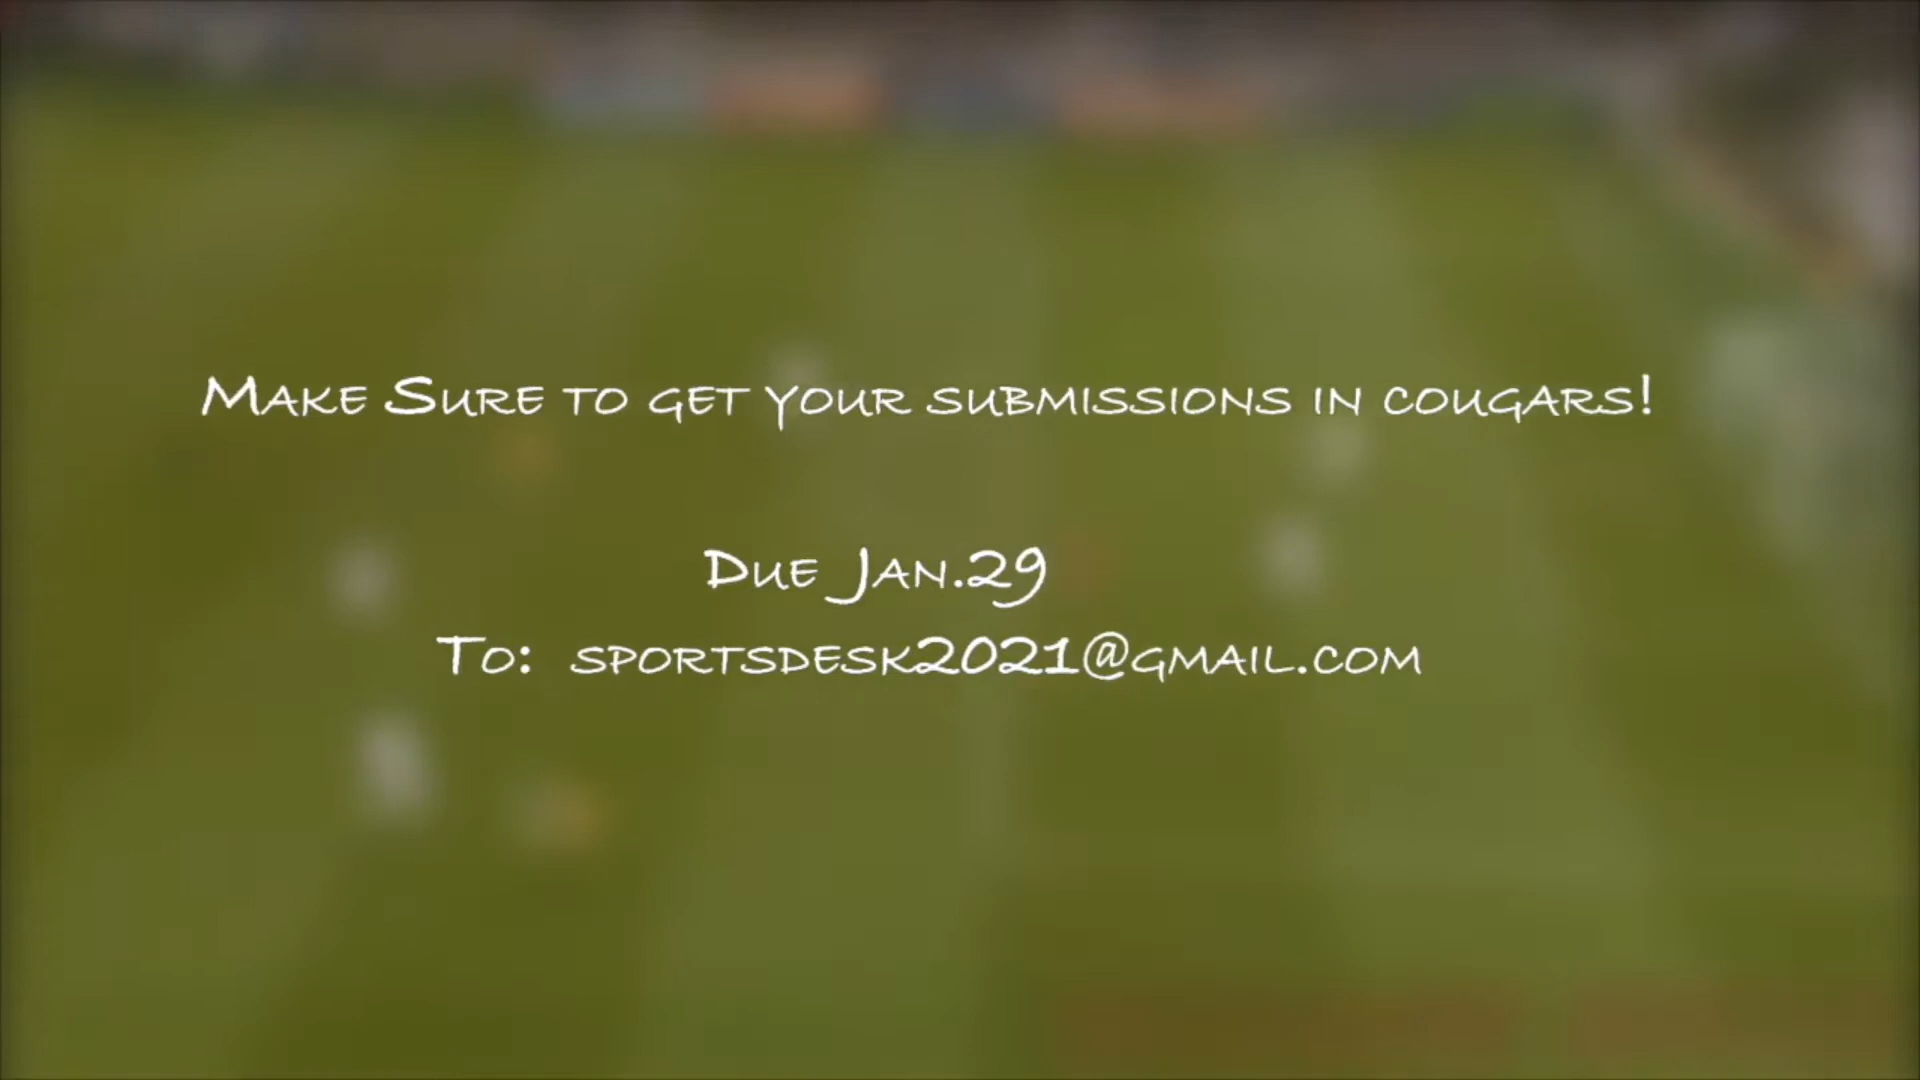 Make Sure to get your submissions in cougars!
Due Jan.29
To: sportsdesk2021@gmail.com